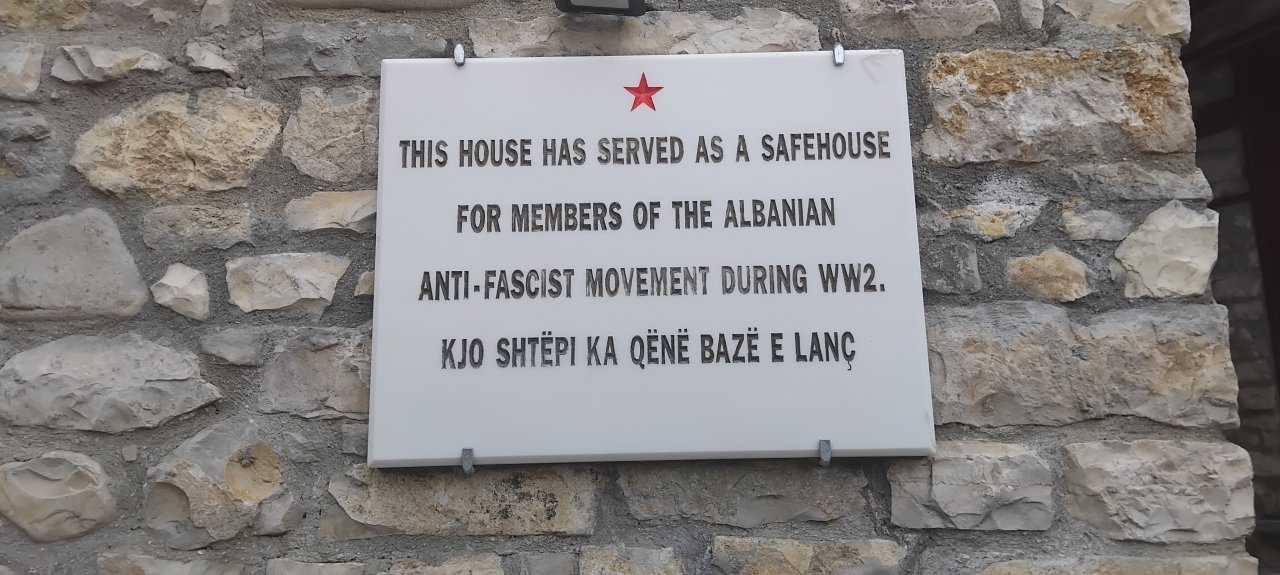 THIS HOUSE HAS SERVED AS A SAFEHOUSE
FOR MEMBERS OF THE ALBANIAN
ANTI-FASCIST MOVEMENT DURING WW2.
KJO SHTËPI KA QËNË BAZË E LANÇ